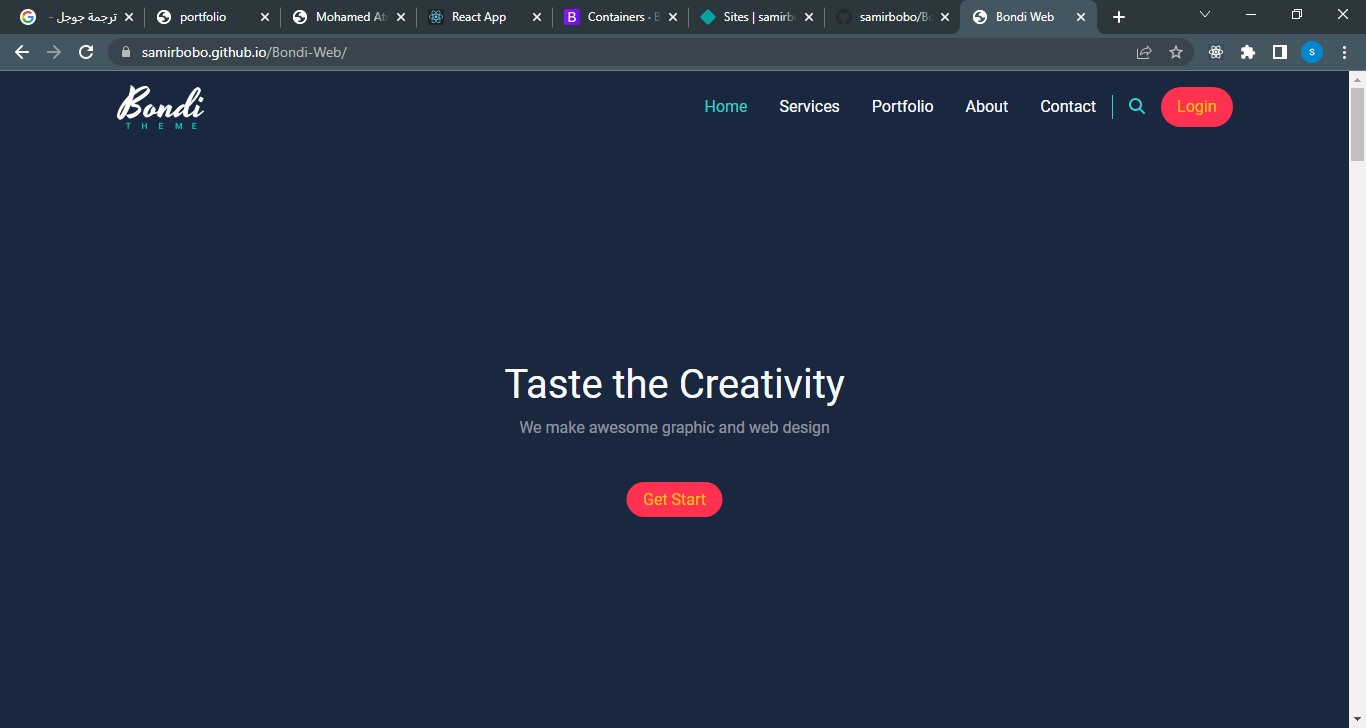 ترجمة جوجل -
portfolio
Mohamed At
React App
Containers · B
Sites | samirb
samirbobo/Bo
Bondi Web
samirbobo.github.io/Bondi-Web/
s
Bondi
THEME
Home
Services
Portfolio
About
Contact
Login
Taste the Creativity
We make awesome graphic and web design
Get Start